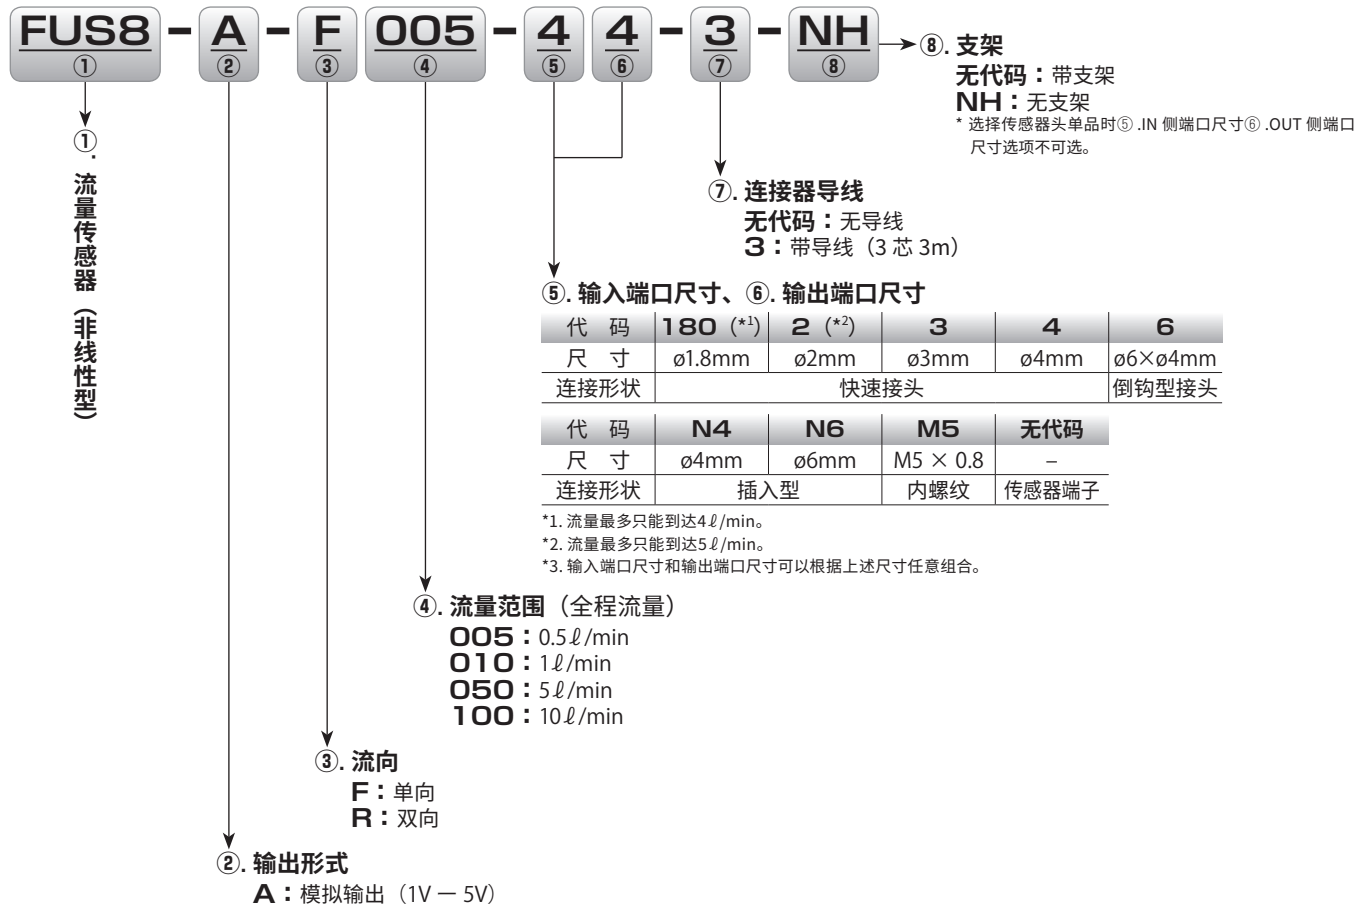 FUS8 - A - F 005 - 4 4 - 3 - NH
① ② ③ ④ ⑤ ⑥ ⑦ ⑧
⑧. 支架
无代码：带支架
NH：无支架
* 选择传感器头单品时⑤ .IN 侧端口尺寸⑥ .OUT 侧端口
尺寸选项不可选。
①. 流量传感器（非线性型）
⑦. 连接器导线
无代码：无导线
3：带导线（3 芯 3m）
⑤. 输入端口尺寸、⑥. 输出端口尺寸
代 码 180（*1） 2（*2） 3 4 6
尺 寸 ø1.8mm ø2mm ø3mm ø4mm ø6×ø4mm
连接形状 快速接头 倒钩型接头
代 码 N4 N6 M5 无代码
尺 寸 ø4mm ø6mm M5 × 0.8 –
连接形状 插入型 内螺纹 传感器端子
*1. 流量最多只能到达4ℓ/min。
*2. 流量最多只能到达5ℓ/min。
*3. 输入端口尺寸和输出端口尺寸可以根据上述尺寸任意组合。
④. 流量范围（全程流量）
005：0.5ℓ/min
010：1ℓ/min
050：5ℓ/min
100：10ℓ/min
③. 流向
F：单向
R：双向
②. 输出形式
A：模拟输出（1V — 5V）